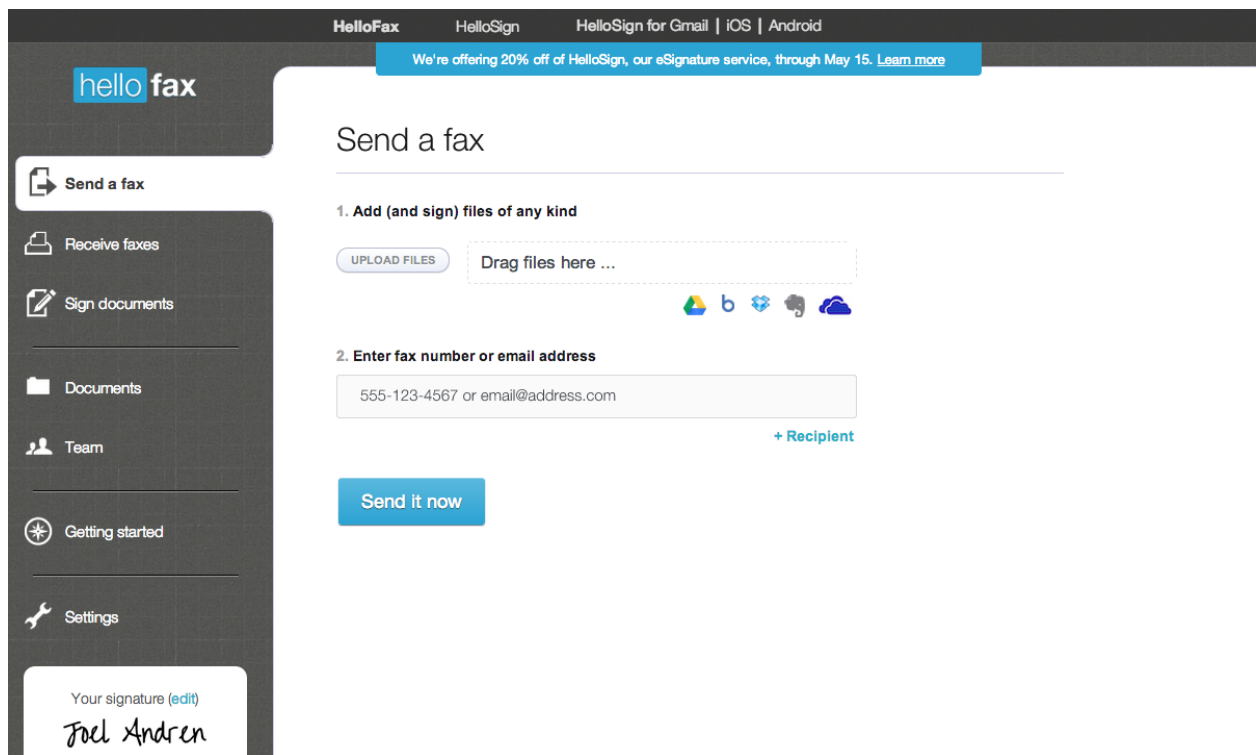 HelloFax HelloSign HelloSign for Gmail | iOS | Android
We're offering 20% off of HelloSign, our eSignature service, through May 15. Learn more
hello fax
Send a fax
Receive faxes
Sign documents
Documents
Team
Getting started
Settings
Your signature (edit)
Joel Andren
Send a fax
1. Add (and sign) files of any kind
UPLOAD FILES
Drag files here ...
b
2. Enter fax number or email address
555-123-4567 or email@address.com
+ Recipient
Send it now